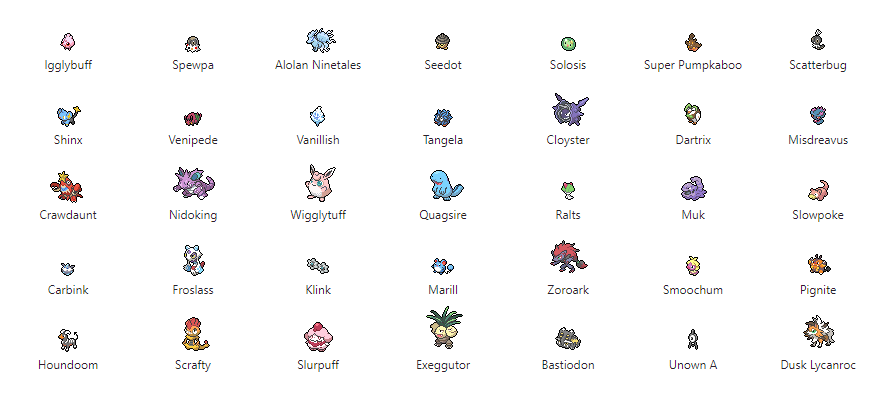 Igglybuff Spewpa Alolan Ninetales Seedot Solosis Super Pumpkaboo Scatterbug
Shinx Venipede Vanillish Tangela Cloyster Dartrix Misdreavus
Crawdaunt Nidoking Wigglytuff Quagsire Ralts Muk Slowpoke
Carbink Froslass Klink Marill Zoroark Smoochum Pignite
Houndoom Scrafty Slurpuff Exeggutor Bastiodon Unown A Dusk Lycanroc